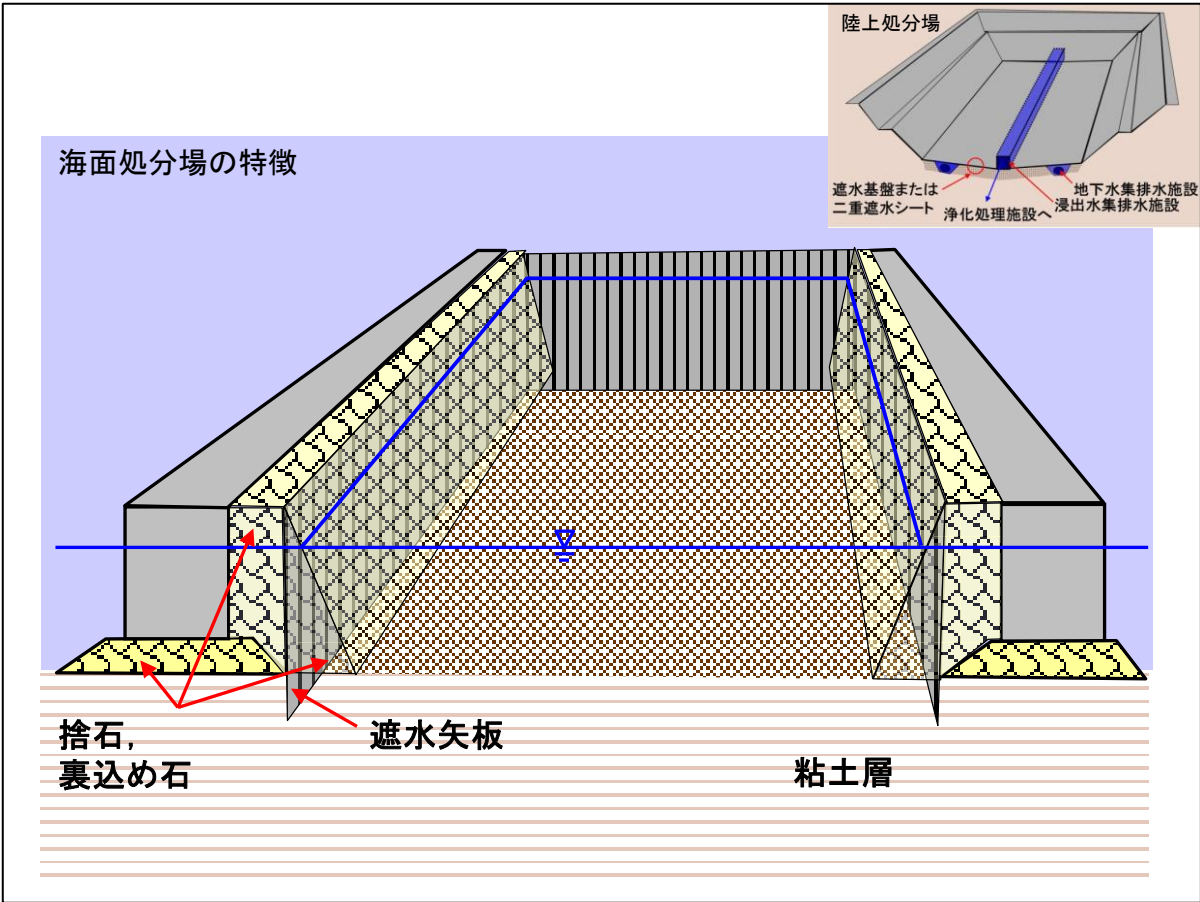 陸上処分場
遮水基盤または
二重遮水シート
浄化処理施設へ
地下水集排水施設
浸出水集排水施設
海面処分場の特徴
捨石,
裏込め石
遮水矢板
粘土層